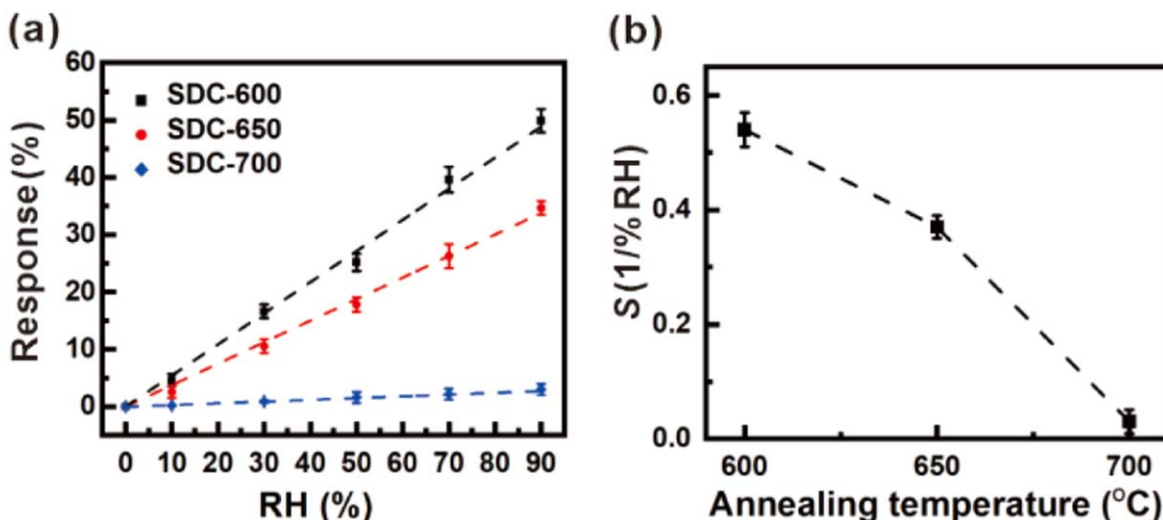 (a)
Response (%)
60
50
40
30
20
10
0
SDC-600
SDC-650
SDC-700
0 10 20 30 40 50 60 70 80 90
RH (%)
(b)
S (1/% RH)
0.6
0.4
0.2
0.0
600 650 700
Annealing temperature (°C)